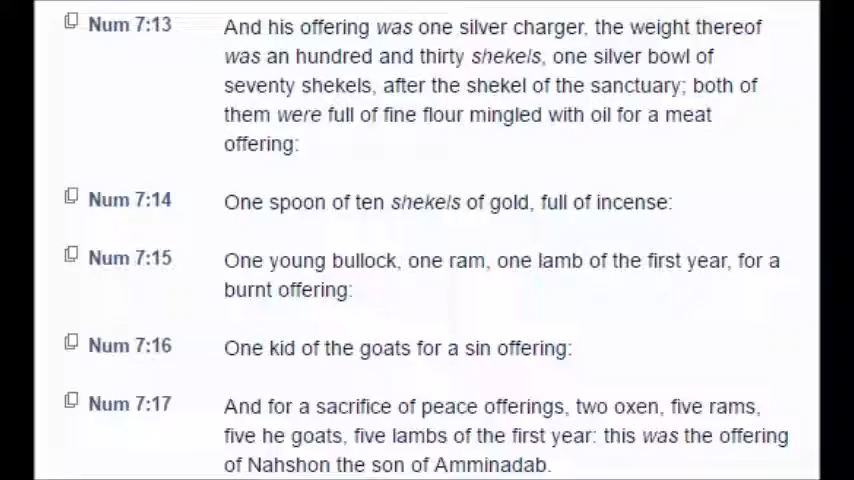 Num 7:13 And his offering was one silver charger, the weight thereof
was an hundred and thirty shekels, one silver bowl of
seventy shekels, after the shekel of the sanctuary; both of
them were full of fine flour mingled with oil for a meat
offering:
Num 7:14 One spoon of ten shekels of gold, full of incense:
Num 7:15 One young bullock, one ram, one lamb of the first year, for a
burnt offering:
Num 7:16 One kid of the goats for a sin offering:
Num 7:17 And for a sacrifice of peace offerings, two oxen, five rams,
five he goats, five lambs of the first year: this was the offering
of Nahshon the son of Amminadab.